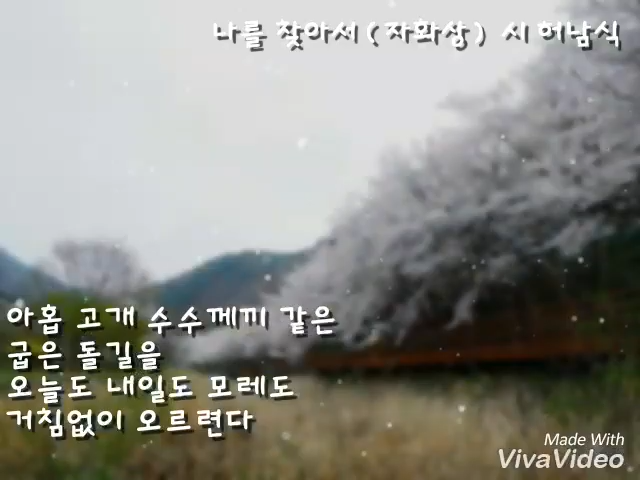 나를 찾아서 ( 자화상 )  시 허남식
아홉 고개 수수께끼 같은
굽은 돌길을
오늘도 내일도 모레도
거침없이 오르련다
Made With
VivaVideo